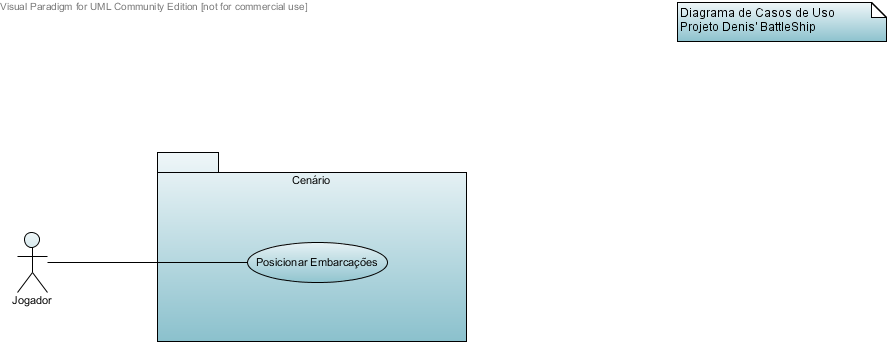 Visual Paradigm for UML Community Edition [not for commercial use]
Diagrama de Casos de Uso
Projeto Denis' BattleShip
Cenário
Posicionar Embarcações
Jogador